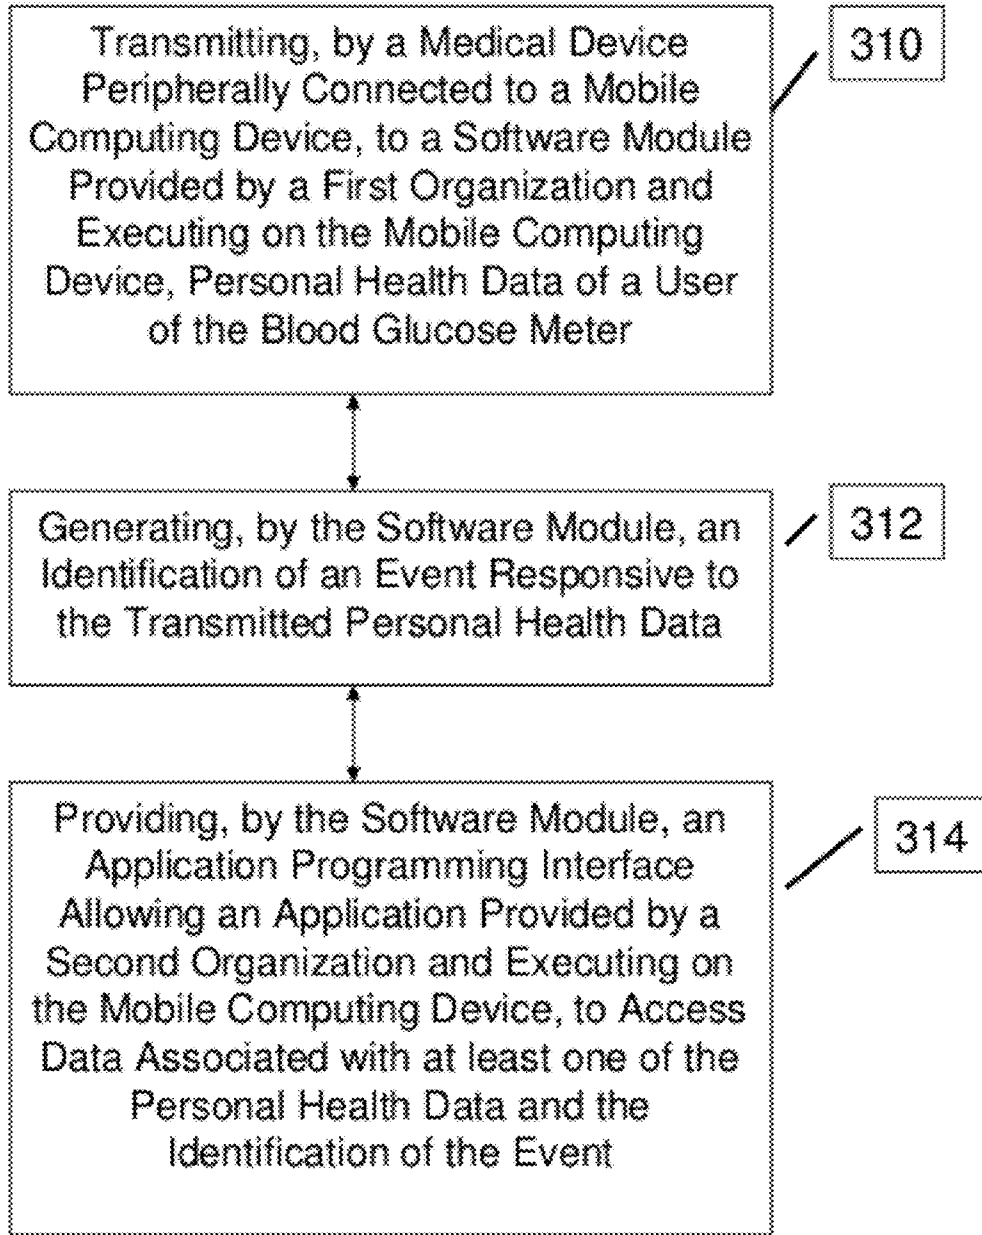 Transmitting, by a Medical Device
Peripherally Connected to a Mobile
Computing Device, to a Software Module
Provided by a First Organization and
Executing on the Mobile Computing
Device, Personal Health Data of a User
of the Blood Glucose Meter
310
Generating, by the Software Module, an
Identification of an Event Responsive to
the Transmitted Personal Health Data
312
Providing, by the Software Module, an
Application Programming Interface
Allowing an Application Provided by a
Second Organization and Executing on
the Mobile Computing Device, to Access
Data Associated with at least one of the
Personal Health Data and the
Identification of the Event
314